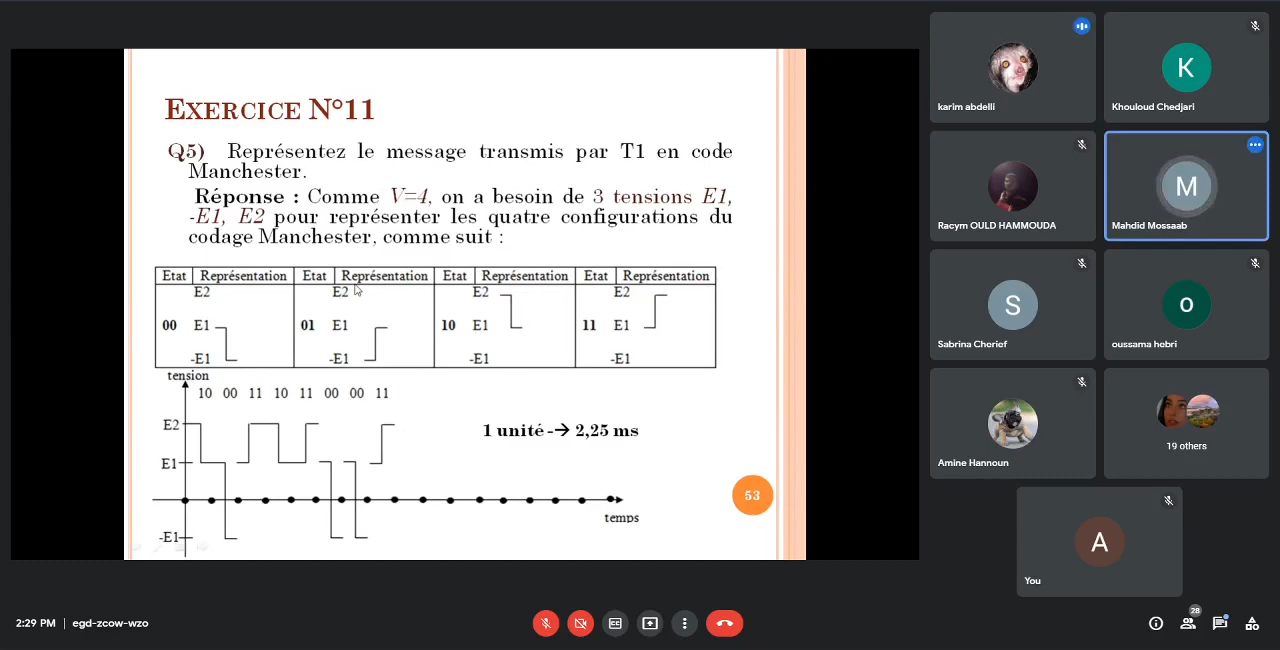 EXERCICE N°11
Q5) Représentez le message transmis par T1 en code
Manchester.
Réponse : Comme V=4, on a besoin de 3 tensions E1,
-E1, E2 pour représenter les quatre configurations du
codage Manchester, comme suit :
Etat Représentation Etat Représentation Etat Représentation Etat Représentation
E2 E2 E2 E2
00 E1 01 E1 10 E1 11 E1
-E1 -E1 -E1 -E1
tension
10 00 11 10 11 00 00 11
E2
1 unité-→ 2,25 ms
E1
53
temps
-E1
karim abdelli
K
Khouloud Chedjari
Racym OULD HAMMOUDA
M
Mahdid Mossaab
S
Sabrina Cherief
o
oussama hebri
Amine Hannoun
19 others
A
You
2:29 PM | egd-zcow-wzo
28